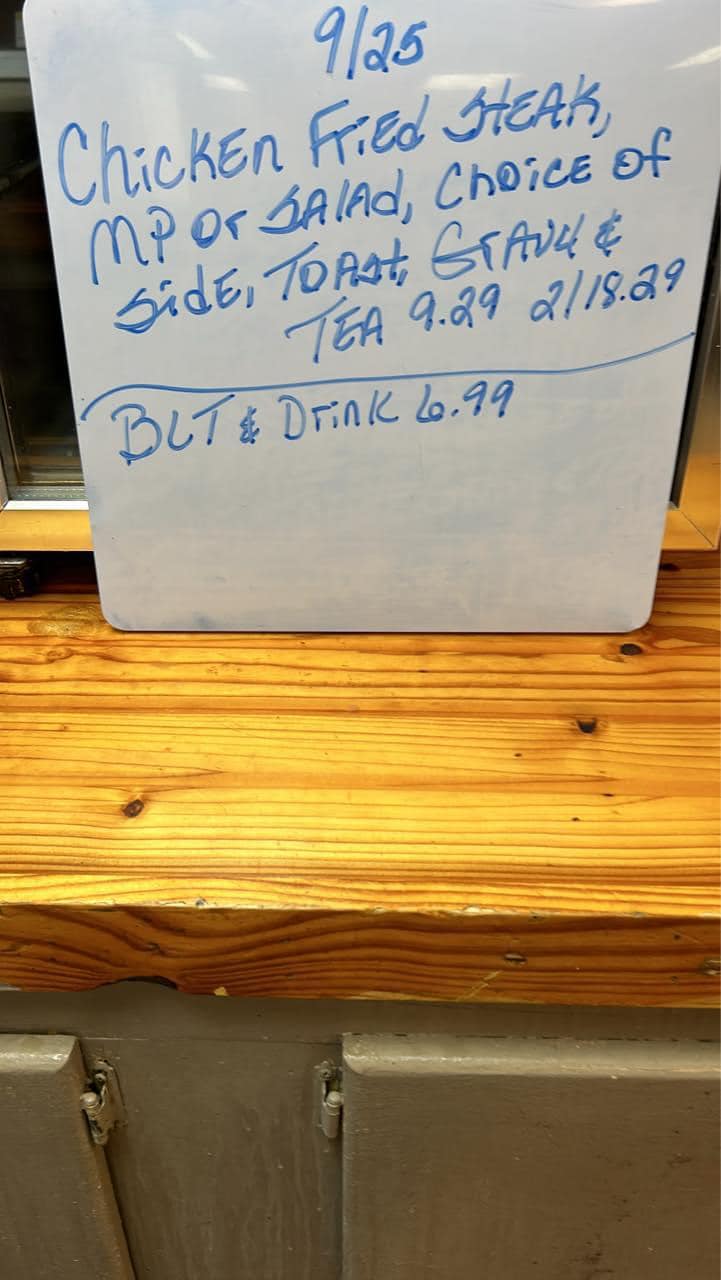 9/25
Chicken Fried Steak,
MP or Salad, Choice of
Side, Toast, Gravy &
Tea 9.29 2/18.29
BLT & Drink 6.99